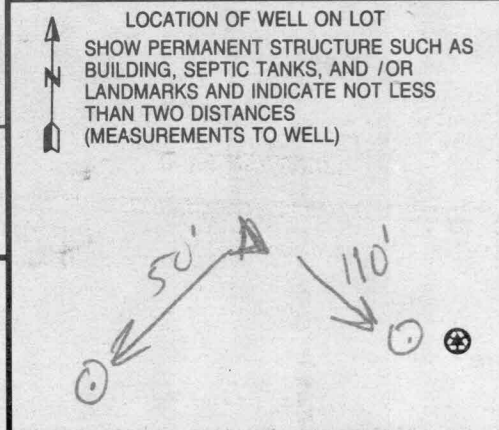 LOCATION OF WELL ON LOT
SHOW PERMANENT STRUCTURE SUCH AS
BUILDING, SEPTIC TANKS, AND / OR
LANDMARKS AND INDICATE NOT LESS
THAN TWO DISTANCES
(MEASUREMENTS TO WELL)
N
50'
110'